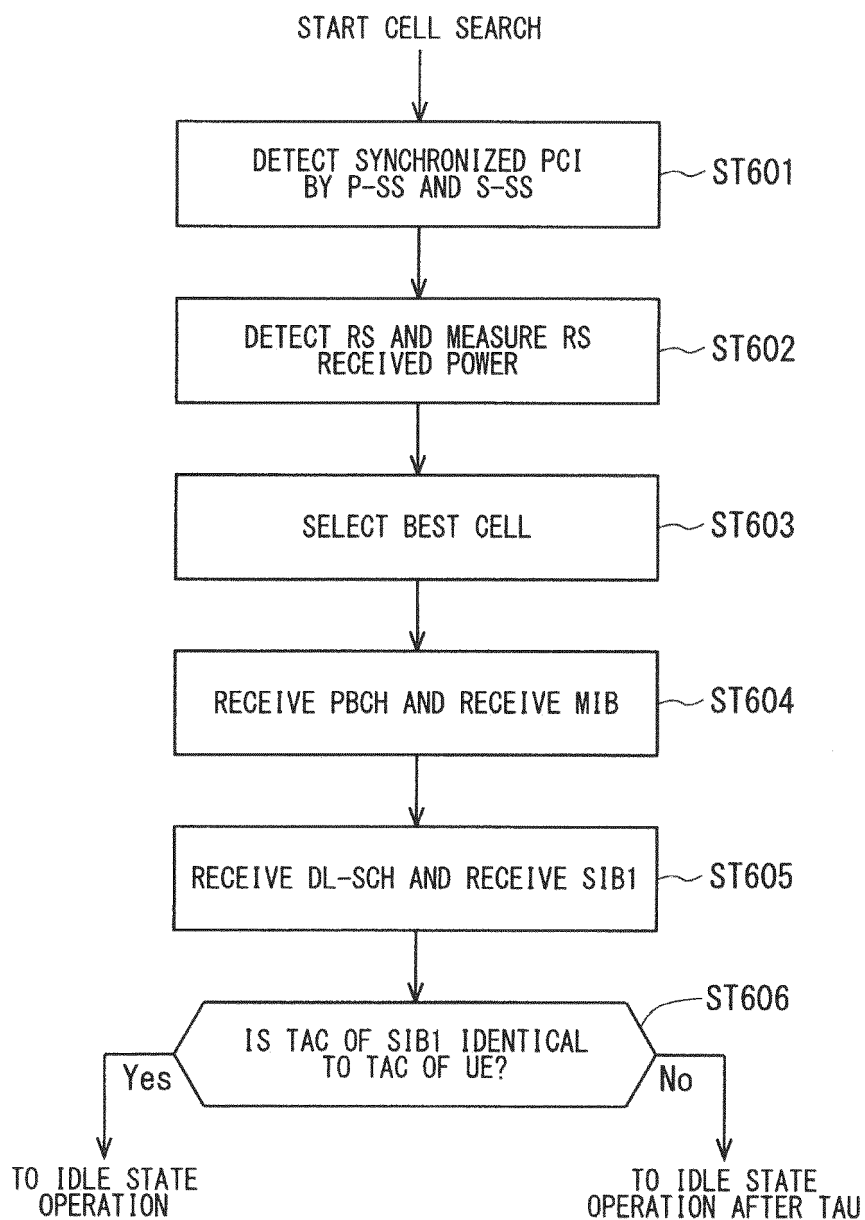 START CELL SEARCH
DETECT SYNCHRONIZED PCI
BY P-SS AND S-SS
ST601
DETECT RS AND MEASURE RS
RECEIVED POWER
ST602
SELECT BEST CELL
ST603
RECEIVE PBCH AND RECEIVE MIB
ST604
RECEIVE DL-SCH AND RECEIVE SIB1
ST605
ST606
IS TAC OF SIB1 IDENTICAL
TO TAC OF UE?
Yes
No
TO IDLE STATE
OPERATION
TO IDLE STATE
OPERATION AFTER TAU